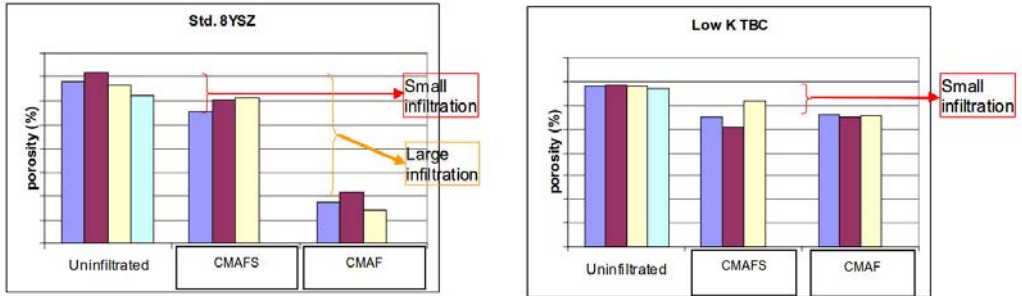 Std. 8YSZ
porosity (%)
Small
infiltration
Large
infiltration
Uninfiltrated
CMAFS
CMAF
Low K TBC
porosity (%)
Small
infiltration
Uninfiltrated
CMAFS
CMAF